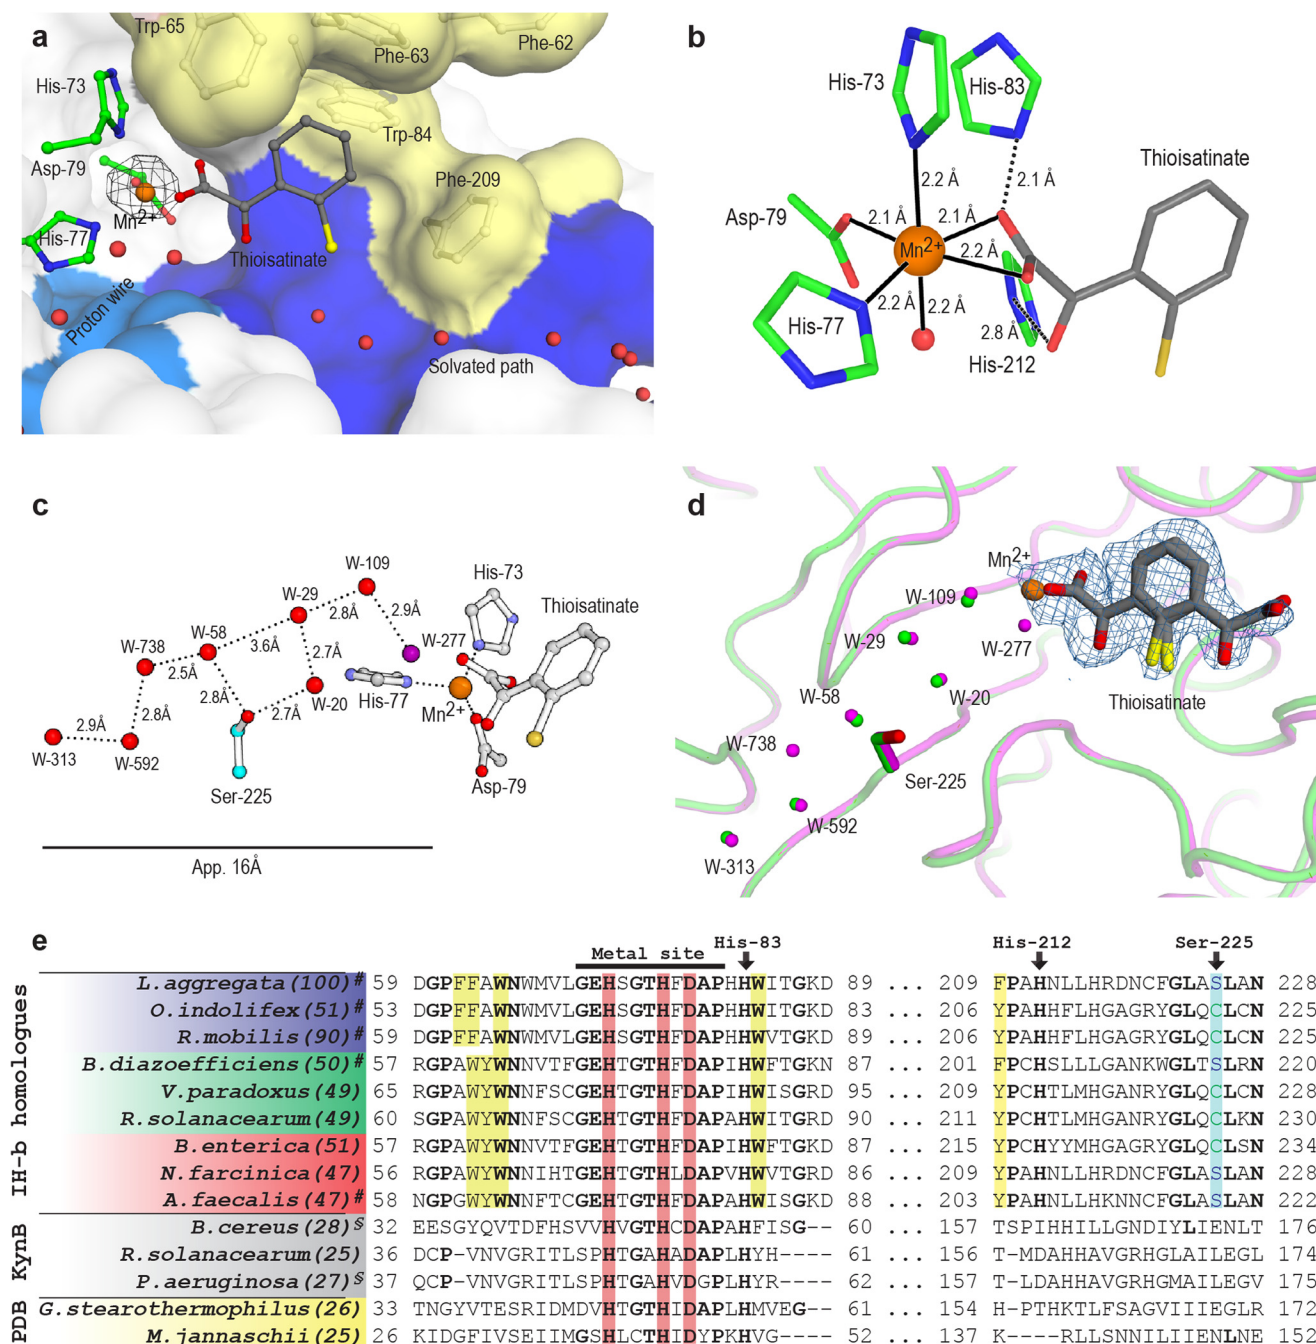 a
Trp-65
Phe-63
Phe-62
His-73
Trp-84
Asp-79
Phe-209
Mn2+
His-77
Thioisatinate
Proton wire
Solvated path
b
His-73
His-83
Thioisatinate
2.2 Å
2.1 Å
Asp-79
2.1 Å
2.1 Å
Mn2+
2.2 Å
2.2 Å
2.2 Å
His-77
2.8 Å
His-212
c
W-109
His-73
W-29
2.8Å
2.9Å
Thioisatinate
W-738
W-58
3.6Å
W-277
2.5Å
2.7Å
2.8Å
2.8Å
2.7Å
W-20
His-77
Mn2+
2.9Å
W-313
W-592
Ser-225
Asp-79
App. 16Å
d
Mn2+
W-109
W-29
W-277
W-58
W-20
Thioisatinate
W-738
Ser-225
W-592
W-313
e
Metal site
His-83
His-212
Ser-225
IH-b homologues
L.aggregata(100)# 59 DGPFFAWNWMVLGEHSGTHFDAPHHWITGKD 89 ... 209 FPAHNLLHRDNCFGLASLAN 228
O.indolifex(51)# 53 DGPFFAWNWMVLGEHSGTHFDAPHHWITGKD 83 ... 206 YPAHHFLHGAGRYGLQCLCN 225
R.mobilis(90)# 59 DGPFFAWNWMVLGEHSGTHFDAPHHWITGKD 89 ... 206 YPAHHFLHGAGRYGLQCLCN 225
B.diazoefficiens(50)# 57 RGPAWYWNNFSCGEHTGTHFDAPIHWFTGKN 87 ... 201 FPCHSLLLGANKWGLTSLRN 220
V.paradoxus(49) 65 SGPAWYWNNFSCGEHTGTHFDAPIHWISGRD 95 ... 209 YPCHTLMHGANRYGLQCLCN 228
R.solanacearum(49) 60 SGPAWYWNNFSCGEHTGTHFDAPAHWITGRD 90 ... 211 YPCHTLMHGANRYGLQCLKN 230
B.enterica(51) 57 RGPAWYWNNVTFGEHTGTHFDAPIHWFTGKD 87 ... 215 YPCHYYMHGAGRYGLQCLSN 234
N.farcinica(47) 56 RGPAWYWNNIHTGEHTGTHLDAPVHWVTGRD 86 ... 209 YPAHNLLHRDNCFGLASLAN 228
A.faecalis(47)# 58 NGPGWYWNNFTCGEHTGTHFDAPAHWISGKD 88 ... 203 YPAHNLLHKNNCFGLASLAN 222
KynB
B.cereus(28)§ 32 EESGYQVTDFHSVVHVGTHCDAPAHFISG-- 60 ... 157 TSPIHHILLGNDIYLIENLT 176
R.solanacearum(25) 36 DCP-VNVGRITLSPHTGAHADAPLHYH---- 61 ... 156 T-MDAHHAVGRHGLAILEGL 174
P.aeruginosa(27)§ 37 QCP-VNVGRITLSPHTGAHVDGPLHYR---- 62 ... 157 T-LDAHHAVGRHGMAILEGV 175
PDB
G.stearothermophilus(26) 33 TNGYVTESRIDMDVHTGTHIDAPLHMVEG-- 61 ... 154 H-PTHKTLFSAGVIIIEGLR 172
M.jannaschii(25) 26 KIDGFIVSEIIMGSHLCTHIDYPKHVG---- 52 ... 137 K----RLLSNNILIIENLNE 152